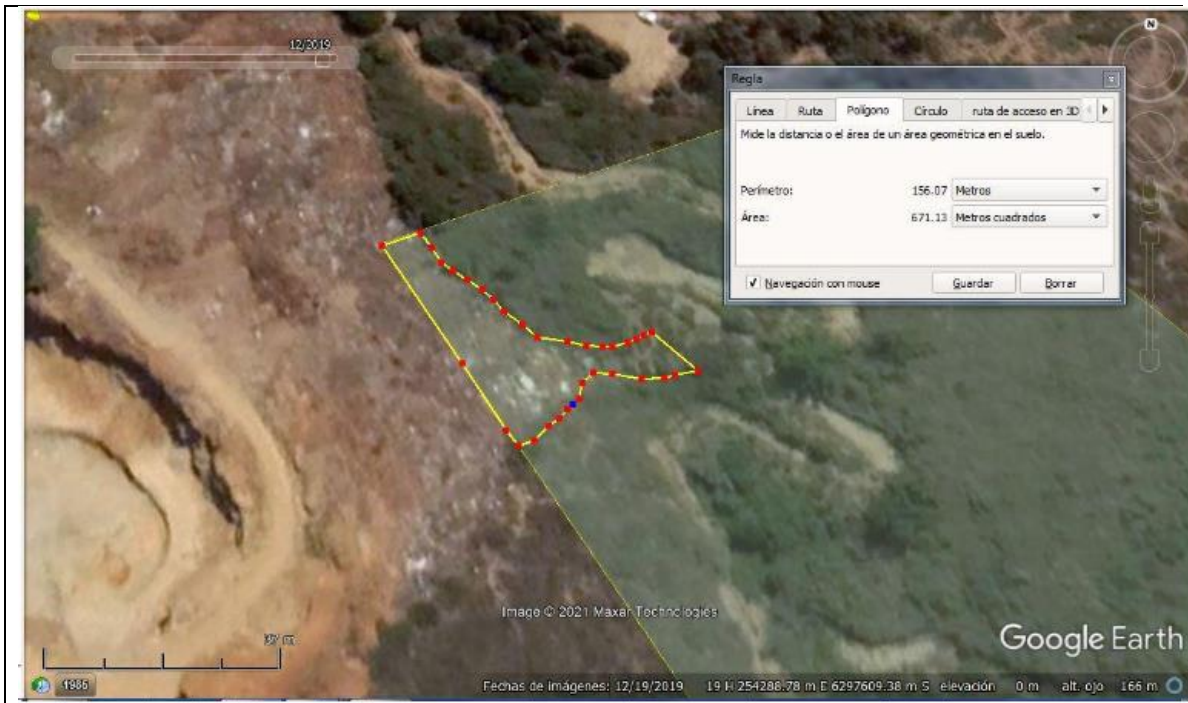 12/2019
N
Regla
Línea Ruta Polígono Círculo ruta de acceso en 3D
Mide la distancia o el área de un área geométrica en el suelo.
Perímetro: 156.07 Metros
Área: 671.13 Metros cuadrados
Navegación con mouse Guardar Borrar
Image © 2021 Maxar Technologies
Google Earth
1985
Fechas de imágenes: 12/19/2019 19 H 254288.78 m E 6297609.38 m S elevación 0 m alt. ojo 166 m